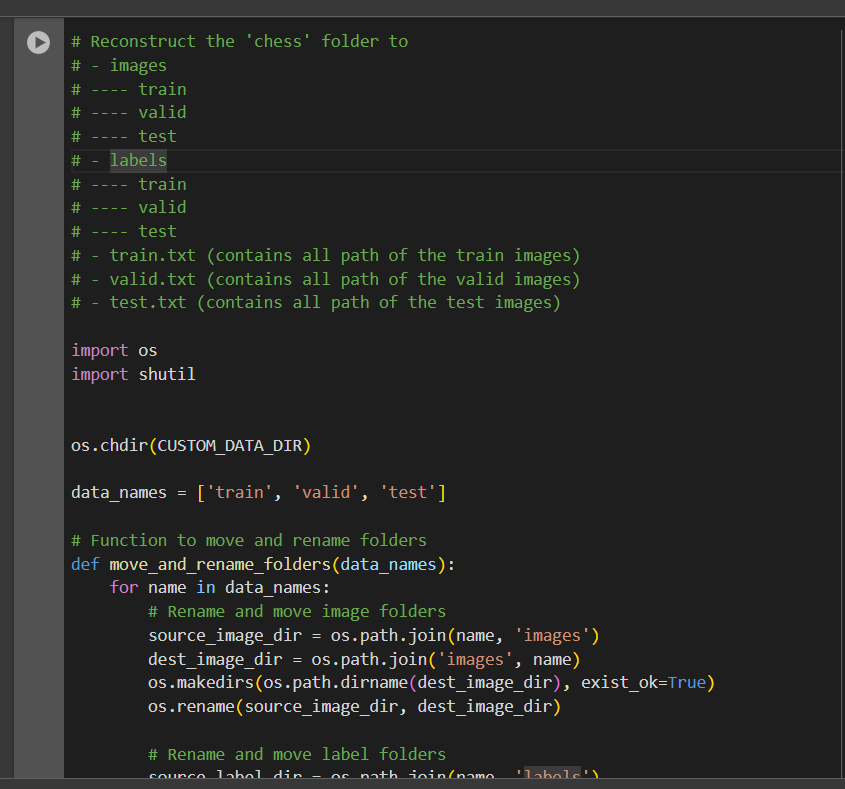 # Reconstruct the 'chess' folder to
# - images
# ---- train
# ---- valid
# ---- test
# - labels
# ---- train
# ---- valid
# ---- test
# - train.txt (contains all path of the train images)
# - valid.txt (contains all path of the valid images)
# - test.txt (contains all path of the test images)
import os
import shutil
os.chdir(CUSTOM_DATA_DIR)
data_names = ['train', 'valid', 'test']
# Function to move and rename folders
def move_and_rename_folders(data_names):
for name in data_names:
# Rename and move image folders
source_image_dir = os.path.join(name, 'images')
dest_image_dir = os.path.join('images', name)
os.makedirs(os.path.dirname(dest_image_dir), exist_ok=True)
os.rename(source_image_dir, dest_image_dir)
# Rename and move label folders
source_label_dir = os.path.join(name, 'labels')